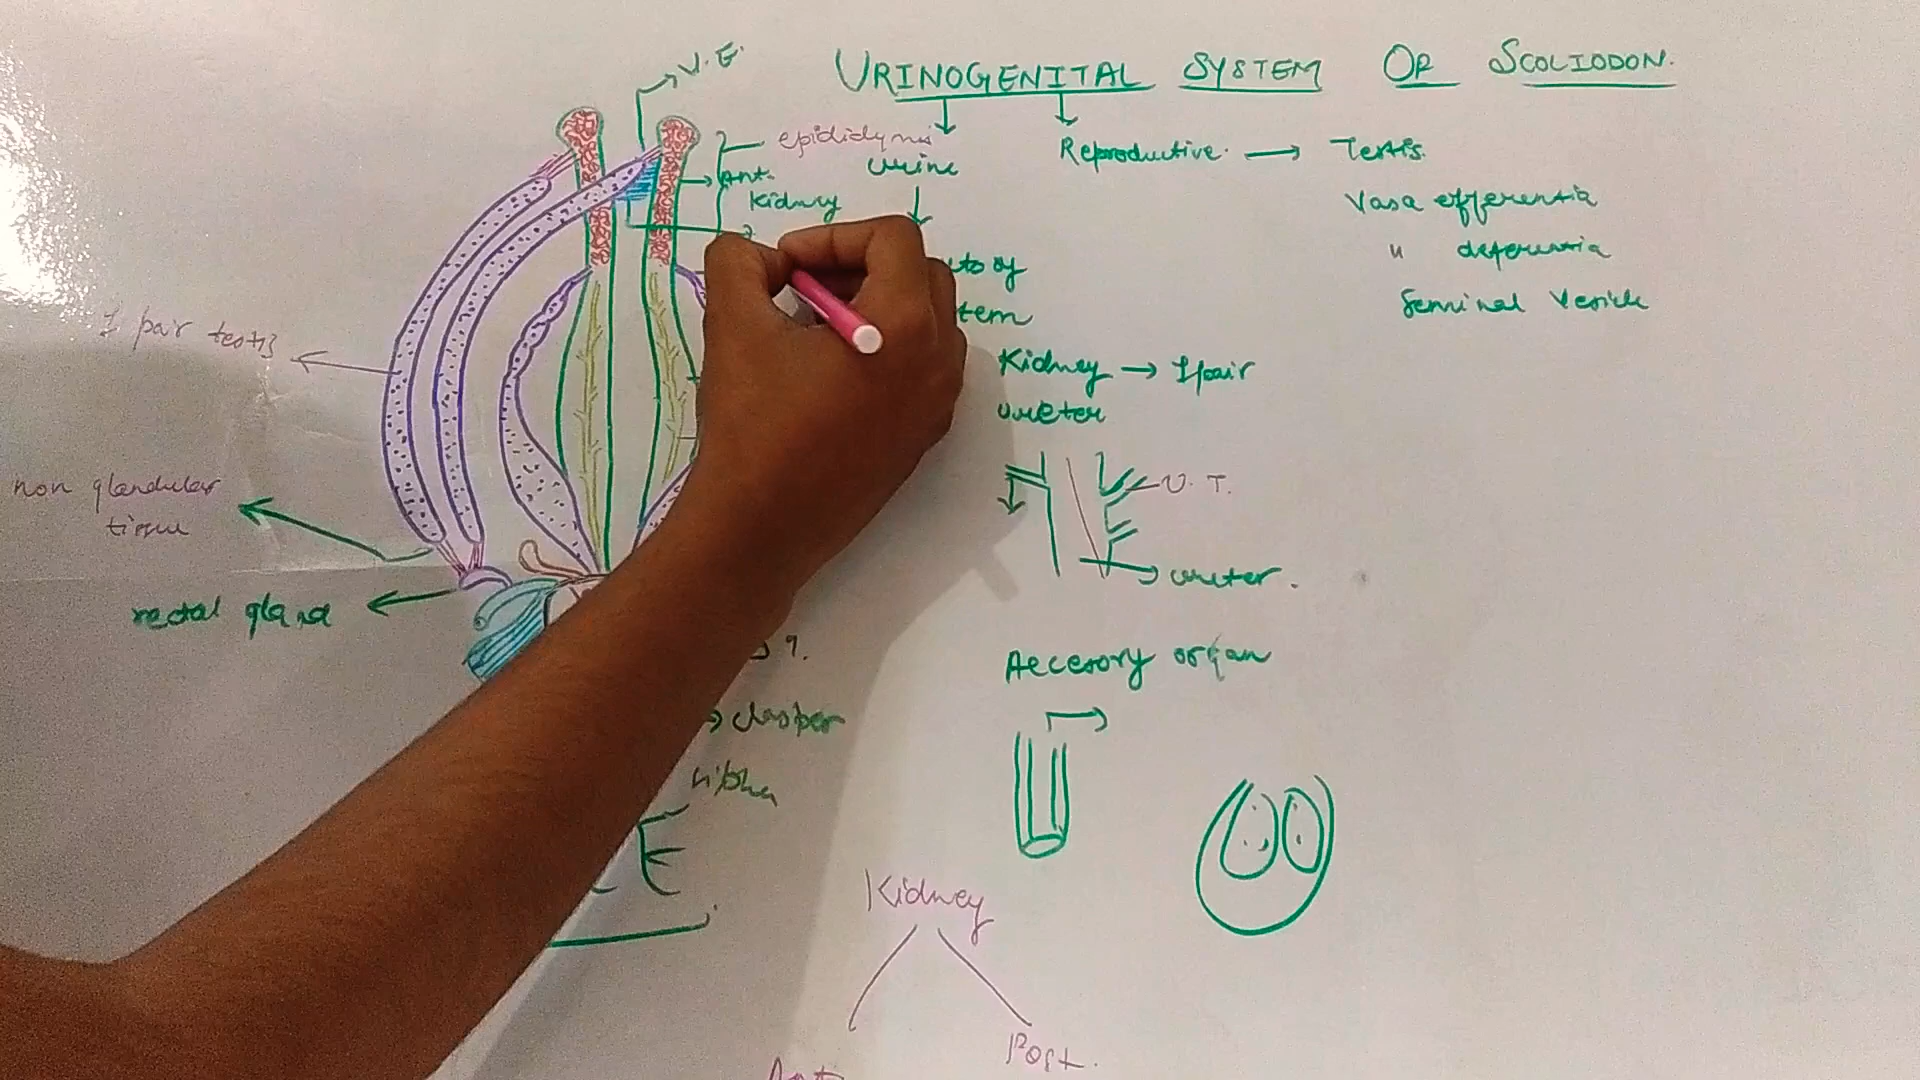 V.E.
URINOGENITAL SYSTEM OF SCOLIODON.
epididymis
urine
Reproductive → Testis.
Ant.
Kidney
Vasa efferentia
" deferentia
Seminal Vesicle
1 pair testis
Kidney → 1 pair
ureter
non glandular
tissue
U. T.
ureter.
rectal gland
Accesory organ
9.
clasper
Kidney
Post.